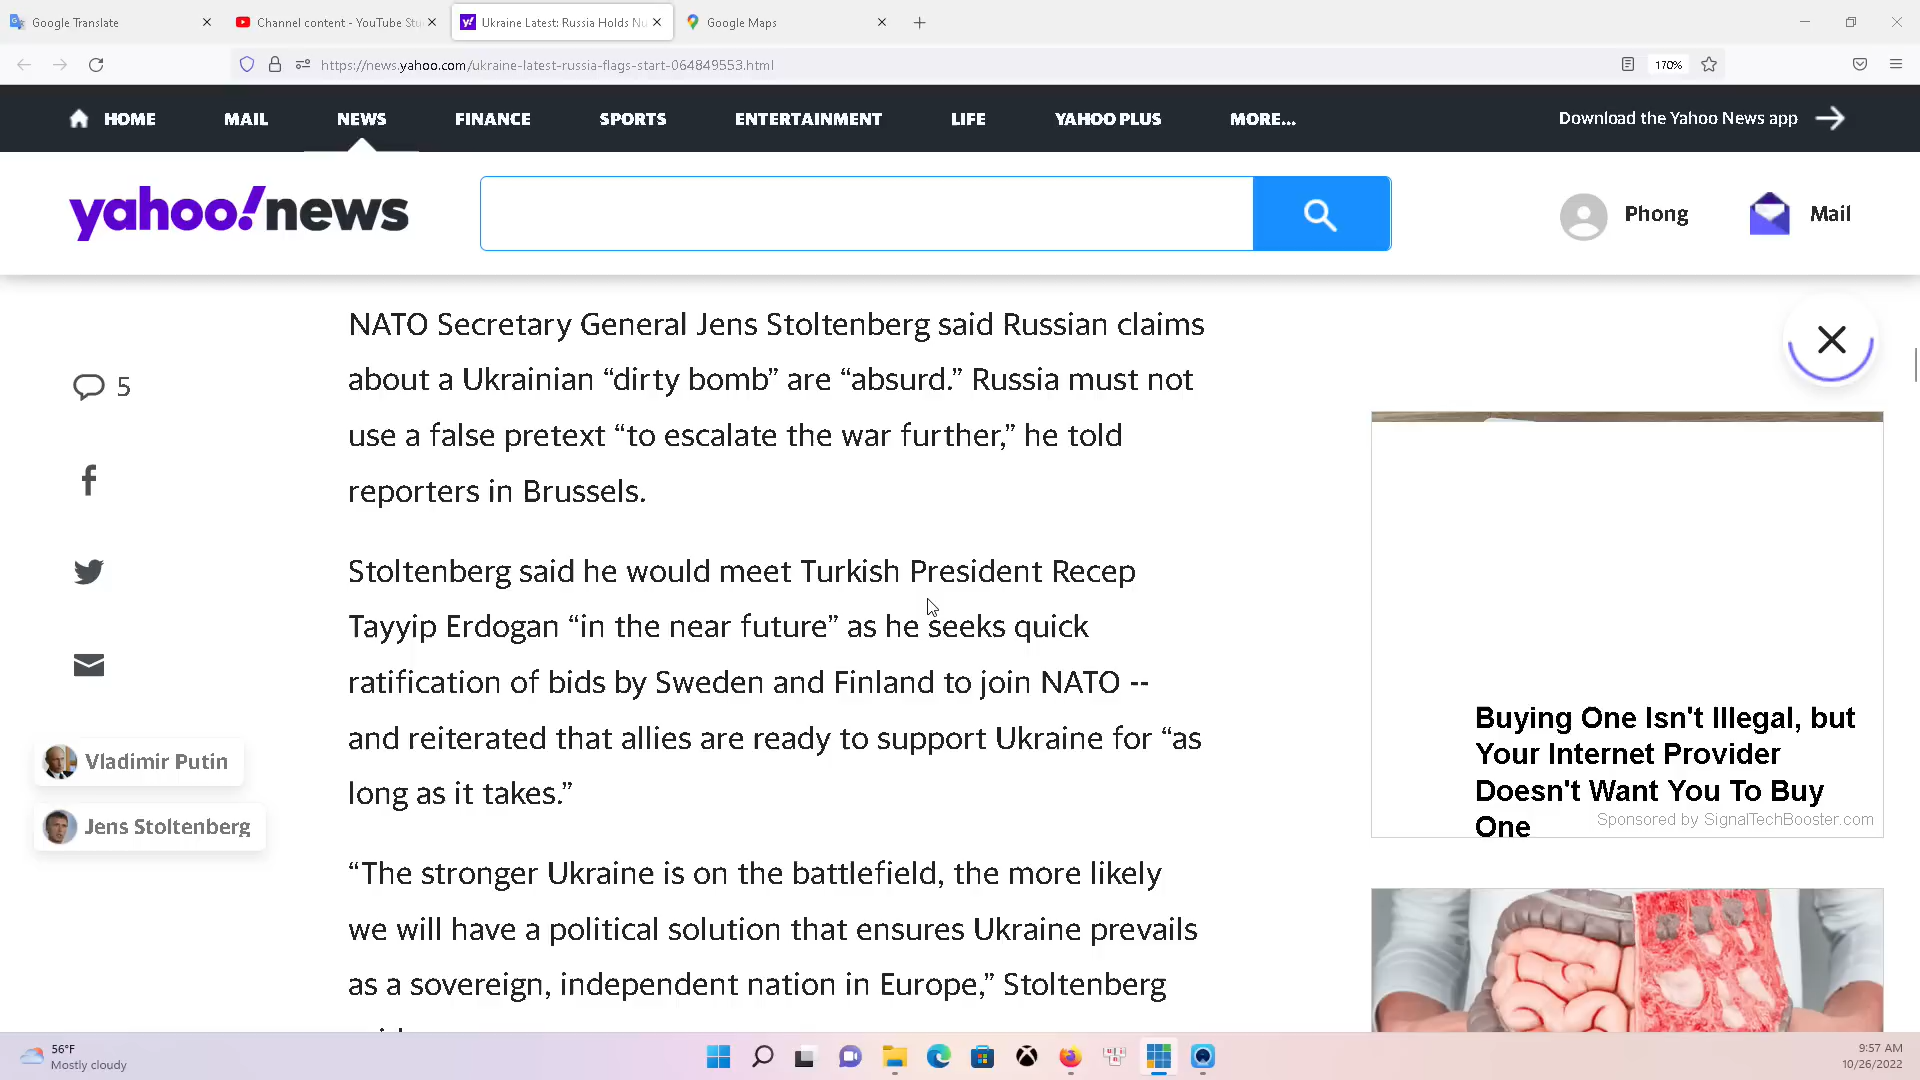 Google Translate
Channel content - YouTube Stu
Ukraine Latest: Russia Holds Nu
Google Maps
https://news.yahoo.com/ukraine-latest-russia-flags-start-064849553.html
170%
HOME
MAIL
NEWS
FINANCE
SPORTS
ENTERTAINMENT
LIFE
YAHOO PLUS
MORE...
Download the Yahoo News app
yahoo!news
Phong
Mail
NATO Secretary General Jens Stoltenberg said Russian claims
about a Ukrainian “dirty bomb” are “absurd.” Russia must not
use a false pretext “to escalate the war further,” he told
reporters in Brussels.
5
Stoltenberg said he would meet Turkish President Recep
Tayyip Erdogan “in the near future” as he seeks quick
ratification of bids by Sweden and Finland to join NATO --
and reiterated that allies are ready to support Ukraine for “as
long as it takes.”
Vladimir Putin
Jens Stoltenberg
“The stronger Ukraine is on the battlefield, the more likely
we will have a political solution that ensures Ukraine prevails
as a sovereign, independent nation in Europe,” Stoltenberg
Buying One Isn't Illegal, but
Your Internet Provider
Doesn't Want You To Buy
One
Sponsored by SignalTechBooster.com
56°F
Mostly cloudy
9:57 AM
10/26/2022